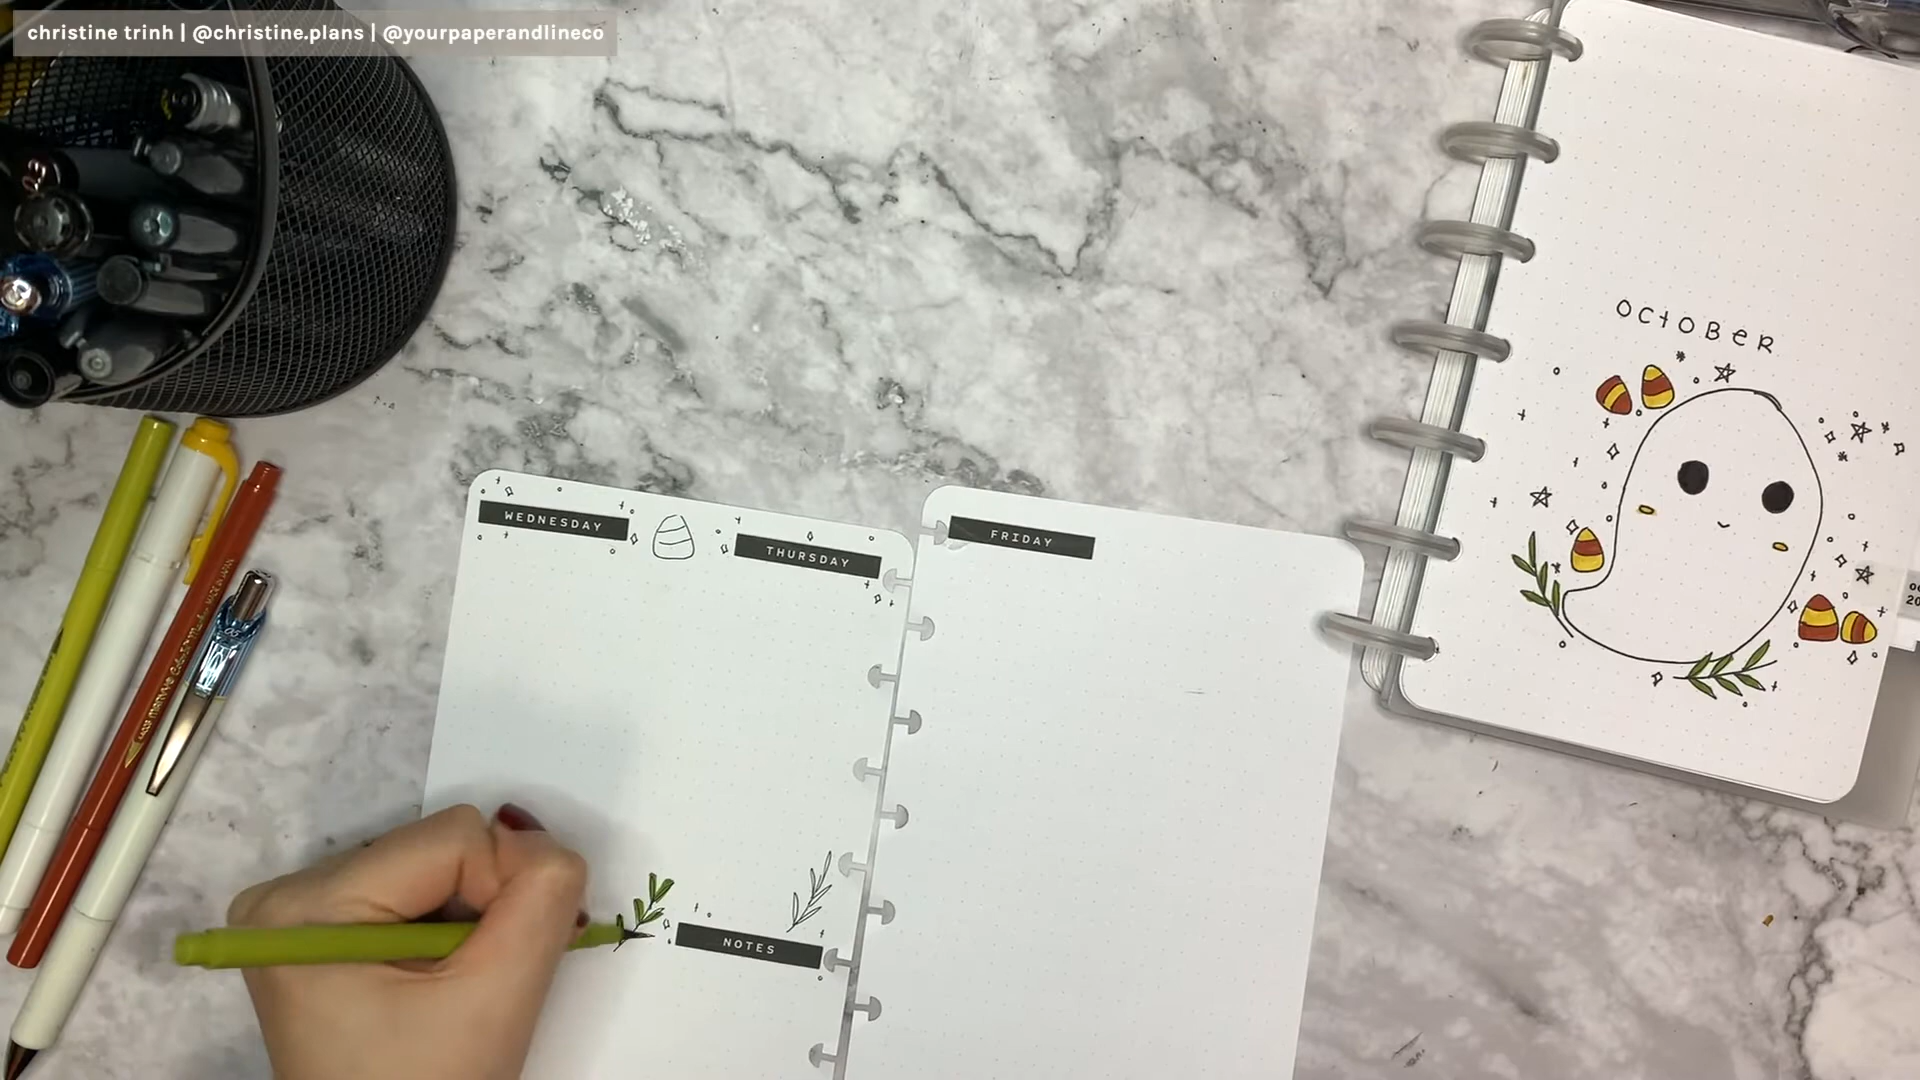 christine trinh | @christine.plans | @yourpaperandlineco
OCTOBER
WEDNESDAY
THURSDAY
FRIDAY
NOTES